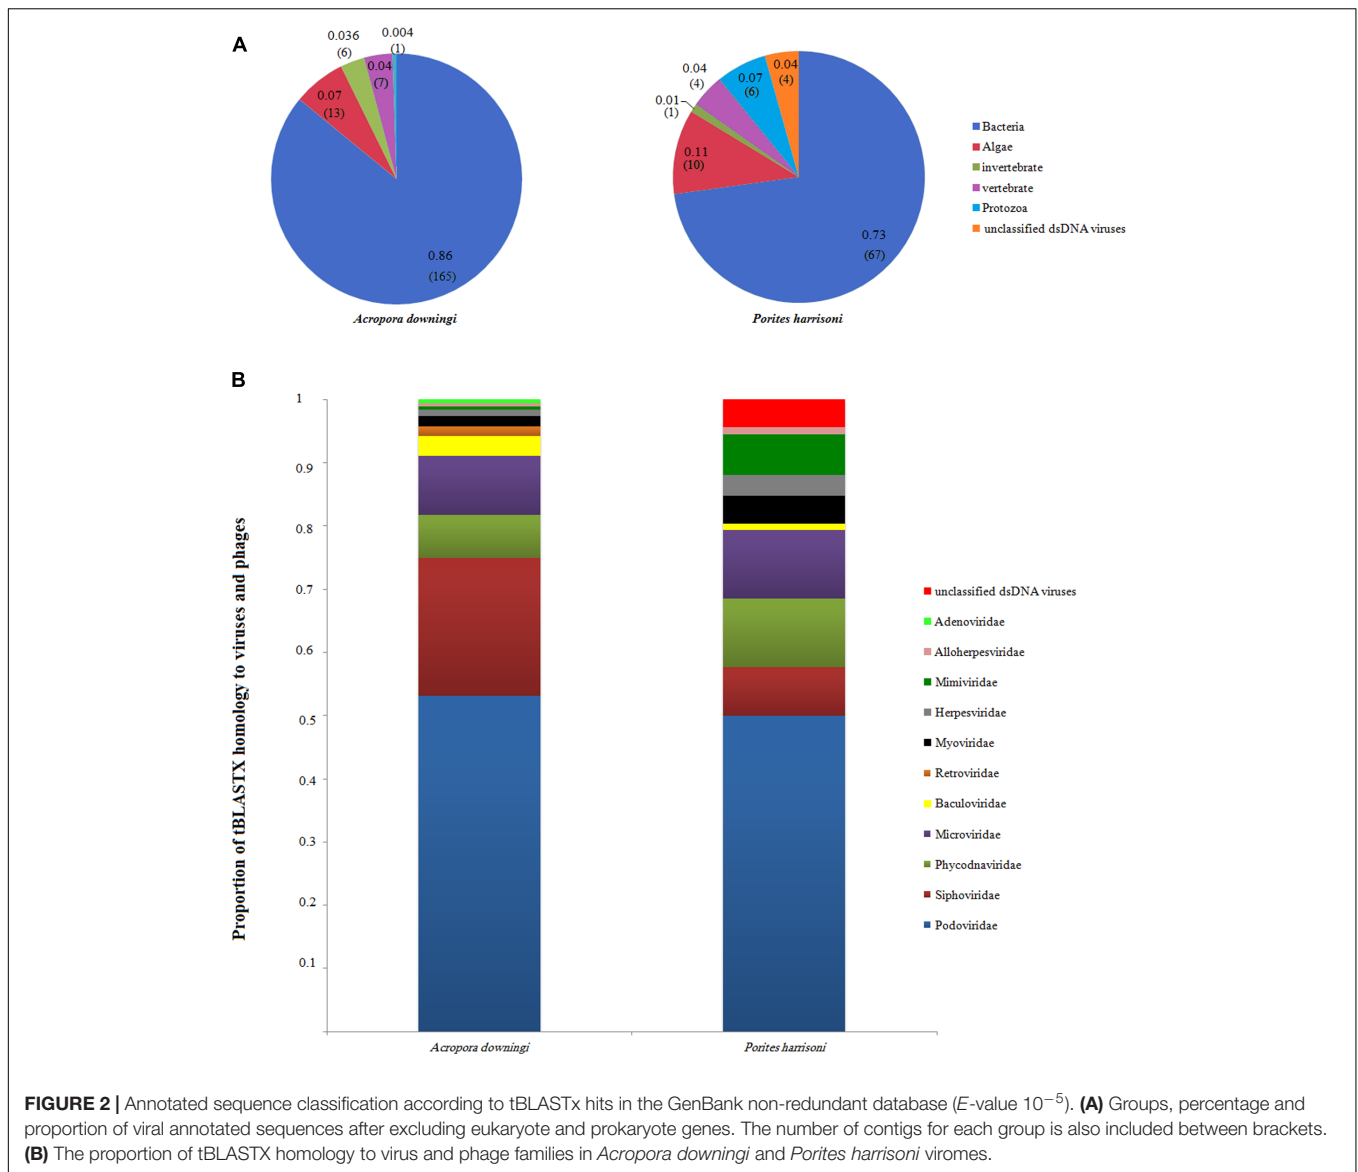 A
0.004
(1)
0.036
(6)
0.04
(7)
0.07
(13)
0.86
(165)
Acropora downingi
0.04
(4)
0.07
(6)
0.04
(4)
0.01
(1)
0.11
(10)
0.73
(67)
Porites harrisoni
Bacteria
Algae
invertebrate
vertebrate
Protozoa
unclassified dsDNA viruses
B
Proportion of tBLASTX homology to viruses and phages
1
0.9
0.8
0.7
0.6
0.5
0.4
0.3
0.2
0.1
Acropora downingi
Porites harrisoni
unclassified dsDNA viruses
Adenoviridae
Alloherpesviridae
Mimiviridae
Herpesviridae
Myoviridae
Retroviridae
Baculoviridae
Microviridae
Phycodnaviridae
Siphoviridae
Podoviridae
FIGURE 2 | Annotated sequence classification according to tBLASTx hits in the GenBank non-redundant database (E-value 10⁻⁵). (A) Groups, percentage and
proportion of viral annotated sequences after excluding eukaryote and prokaryote genes. The number of contigs for each group is also included between brackets.
(B) The proportion of tBLASTX homology to virus and phage families in Acropora downingi and Porites harrisoni viromes.